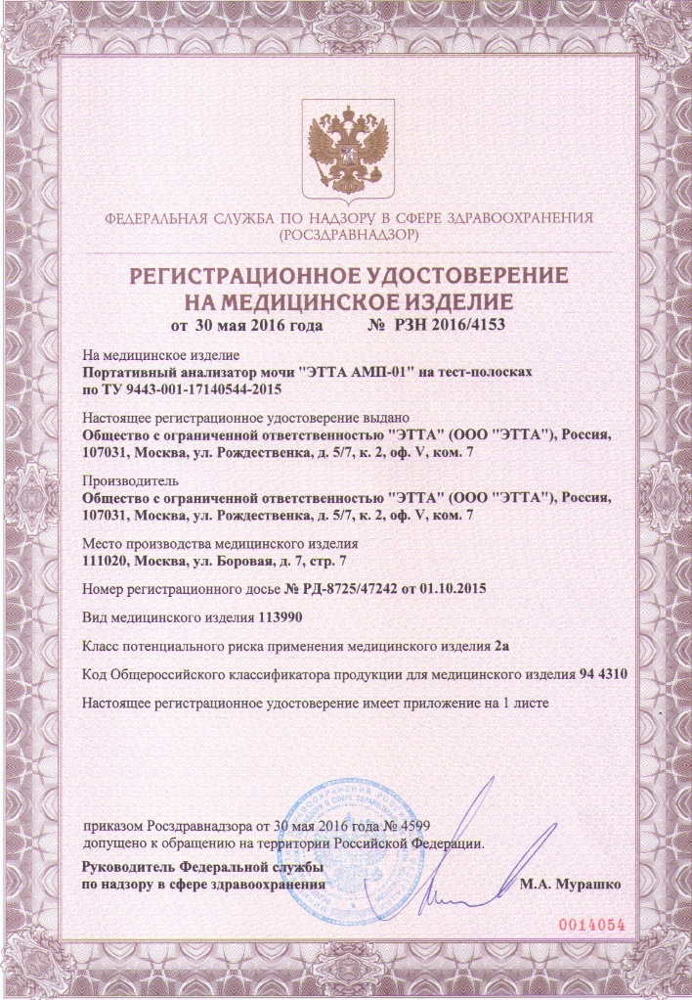 ФЕДЕРАЛЬНАЯ СЛУЖБА ПО НАДЗОРУ В СФЕРЕ ЗДРАВООХРАНЕНИЯ
(РОСЗДРАВНАДЗОР)
РЕГИСТРАЦИОННОЕ УДОСТОВЕРЕНИЕ
НА МЕДИЦИНСКОЕ ИЗДЕЛИЕ
от 30 мая 2016 года № РЗН 2016/4153
На медицинское изделие
Портативный анализатор мочи "ЭТТА АМП-01" на тест-полосках
по ТУ 9443-001-17140544-2015
Настоящее регистрационное удостоверение выдано
Общество с ограниченной ответственностью "ЭТТА" (ООО "ЭТТА"), Россия,
107031, Москва, ул. Рождественка, д. 5/7, к. 2, оф. V, ком. 7
Производитель
Общество с ограниченной ответственностью "ЭТТА" (ООО "ЭТТА"), Россия,
107031, Москва, ул. Рождественка, д. 5/7, к. 2, оф. V, ком. 7
Место производства медицинского изделия
111020, Москва, ул. Боровая, д. 7, стр. 7
Номер регистрационного досье № РД-8725/47242 от 01.10.2015
Вид медицинского изделия 113990
Класс потенциального риска применения медицинского изделия 2а
Код Общероссийского классификатора продукции для медицинского изделия 94 4310
Настоящее регистрационное удостоверение имеет приложение на 1 листе
приказом Росздравнадзора от 30 мая 2016 года № 4599
допущено к обращению на территории Российской Федерации.
Руководитель Федеральной службы
по надзору в сфере здравоохранения М.А. Мурашко
0014054